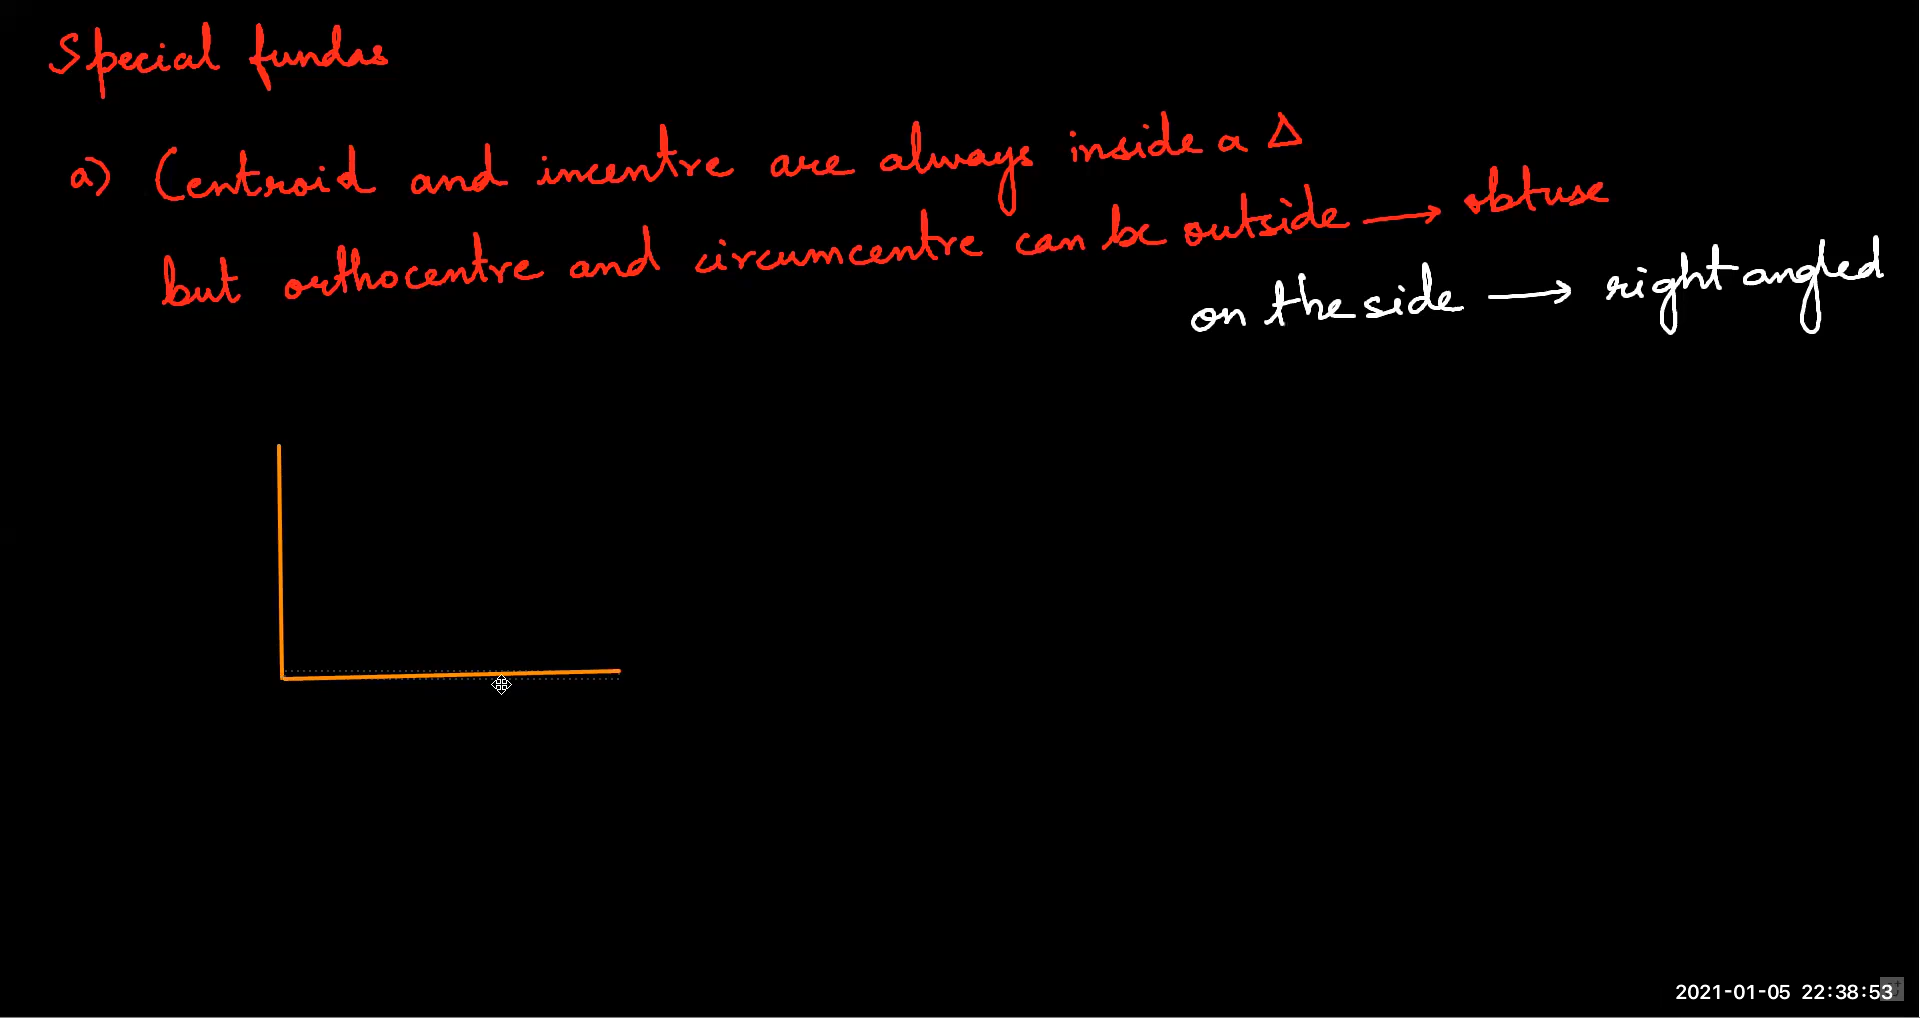 Special fundas
a) Centroid and incentre are always inside a Δ
but orthocentre and circumcentre can be outside → obtuse
on the side → right angled
2021-01-05 22:38:53